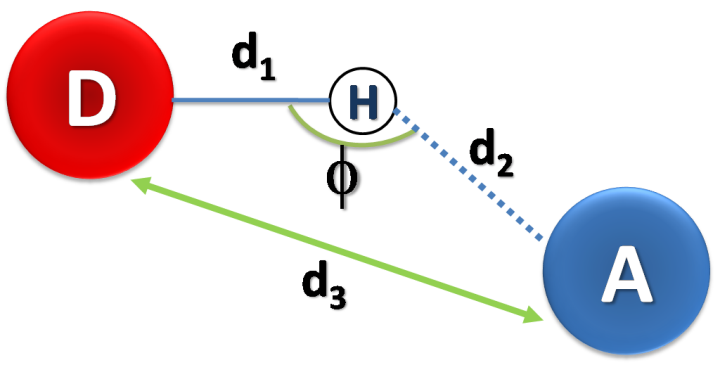 D
d₁
H
ϕ
d₂
A
d₃